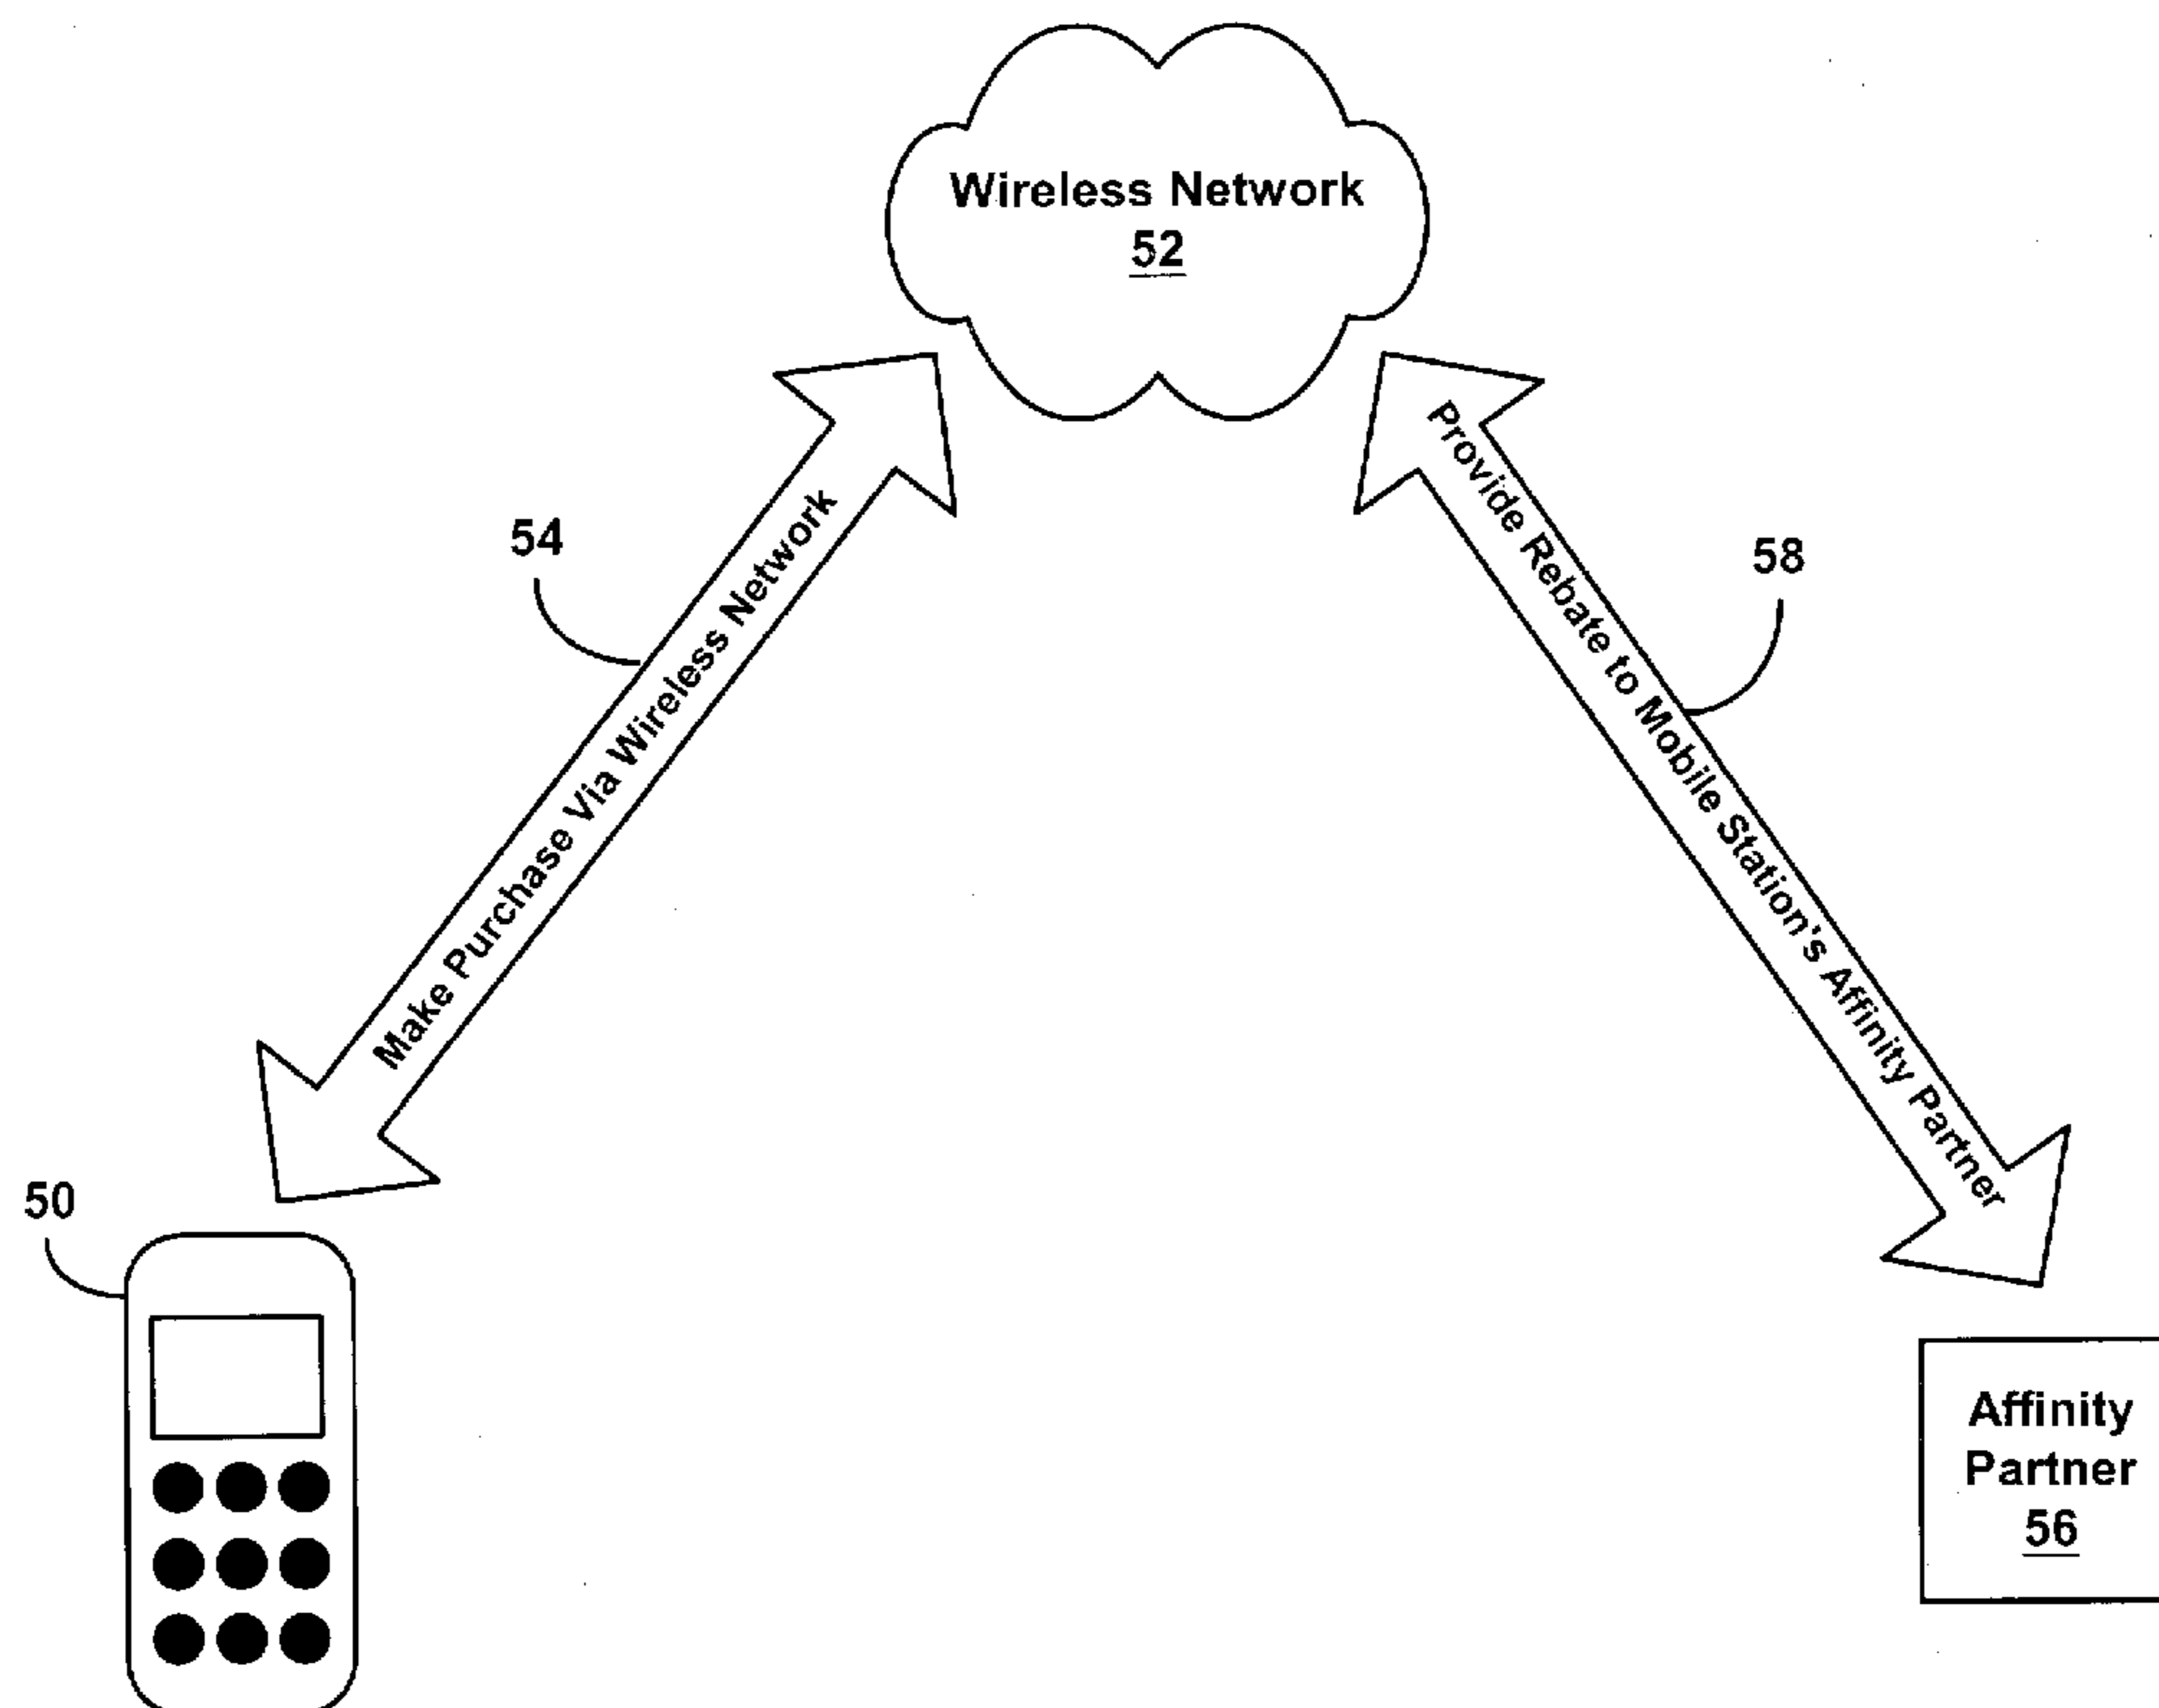 Wireless Network
52
54
Make Purchase Via Wireless Network
58
Provide Rebate to Mobile Station's Affinity Partner
50
Affinity
Partner
56